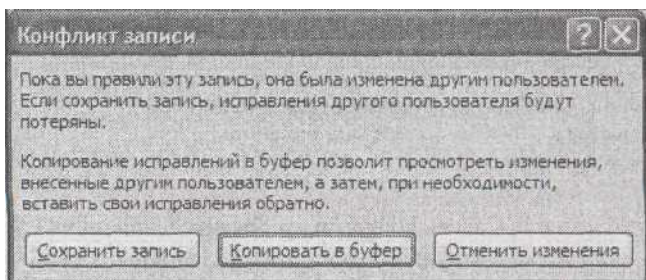 Конфликт записи
Пока вы правили эту запись, она была изменена другим пользователем.
Если сохранить запись, исправления другого пользователя будут
потеряны.
Копирование исправлений в буфер позволит просмотреть изменения,
внесенные другим пользователем, а затем, при необходимости,
вставить свои исправления обратно.
Сохранить запись Копировать в буфер Отменить изменения